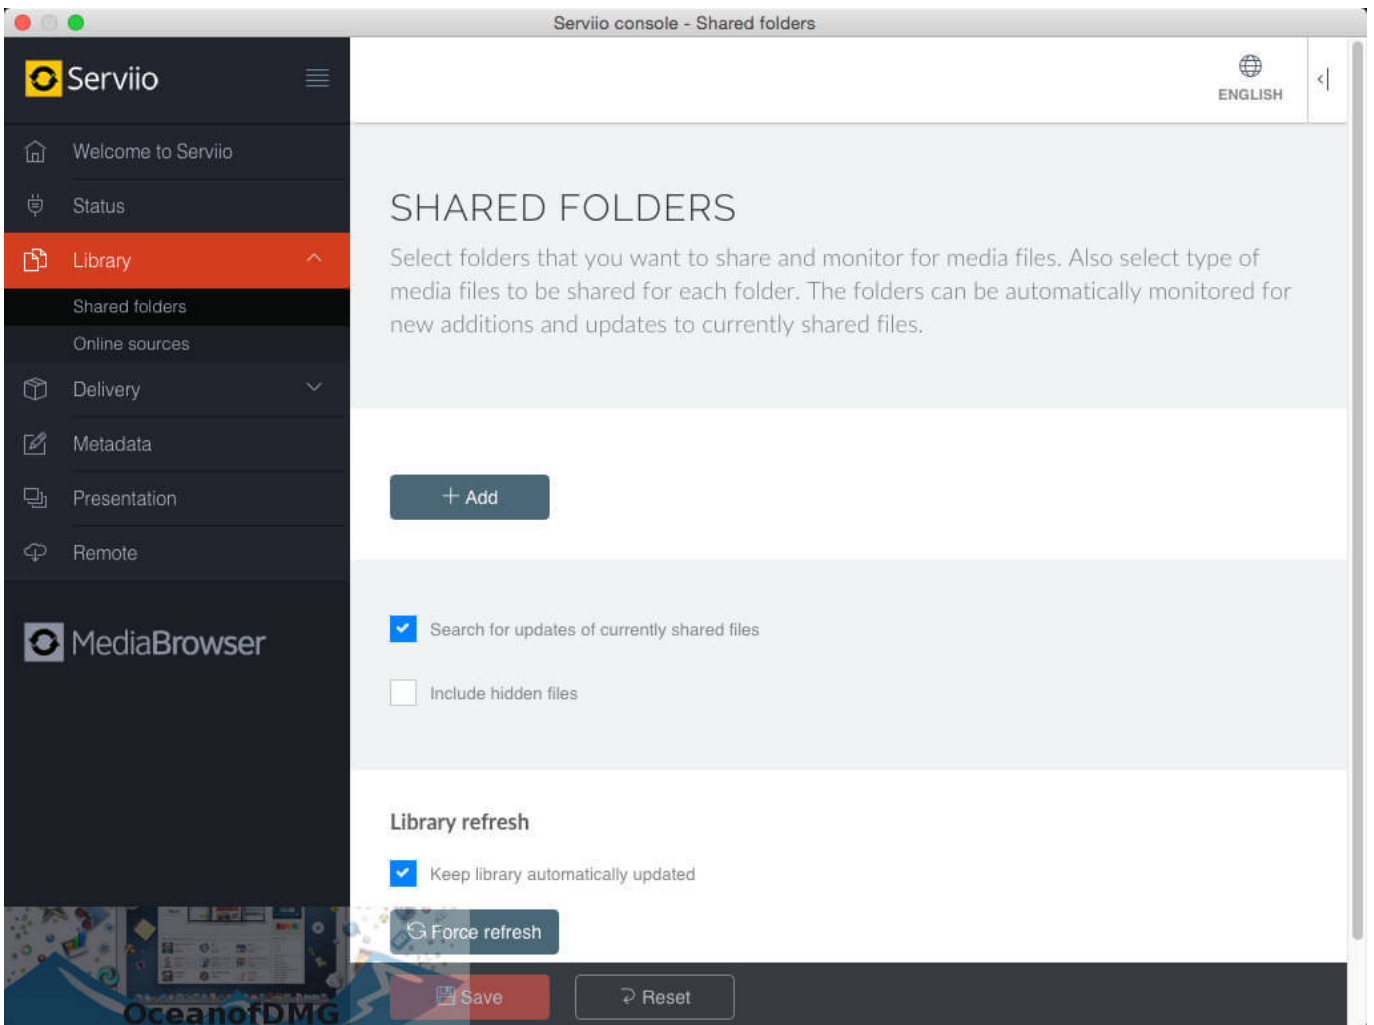 Serviio console - Shared folders
Serviio
ENGLISH
Welcome to Serviio
Status
Library
Shared folders
Online sources
Delivery
Metadata
Presentation
Remote
MediaBrowser
SHARED FOLDERS
Select folders that you want to share and monitor for media files. Also select type of
media files to be shared for each folder. The folders can be automatically monitored for
new additions and updates to currently shared files.
+ Add
Search for updates of currently shared files
Include hidden files
Library refresh
Keep library automatically updated
Force refresh
Save
Reset
OceanofDMG